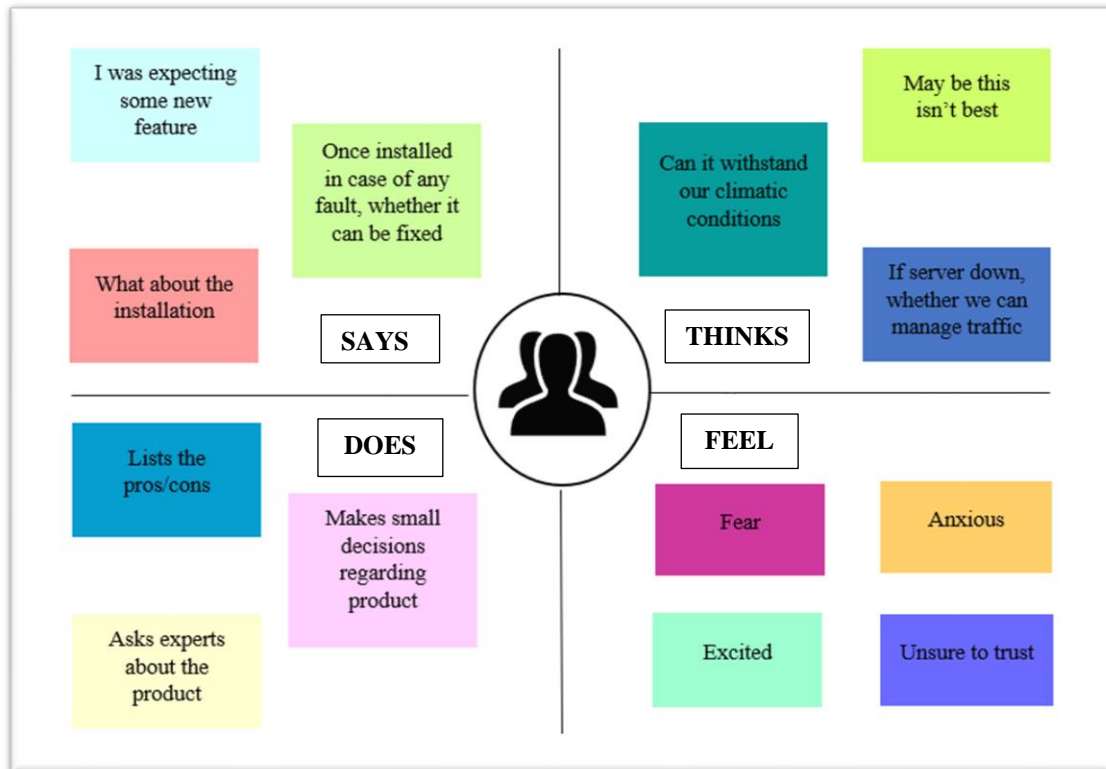 I was expecting
some new
feature
Once installed
in case of any
fault, whether it
can be fixed
What about the
installation
SAYS
May be this
isn’t best
Can it withstand
our climatic
conditions
If server down,
whether we can
manage traffic
THINKS
DOES
Lists the
pros/cons
Makes small
decisions
regarding
product
Asks experts
about the
product
FEEL
Fear
Anxious
Excited
Unsure to trust